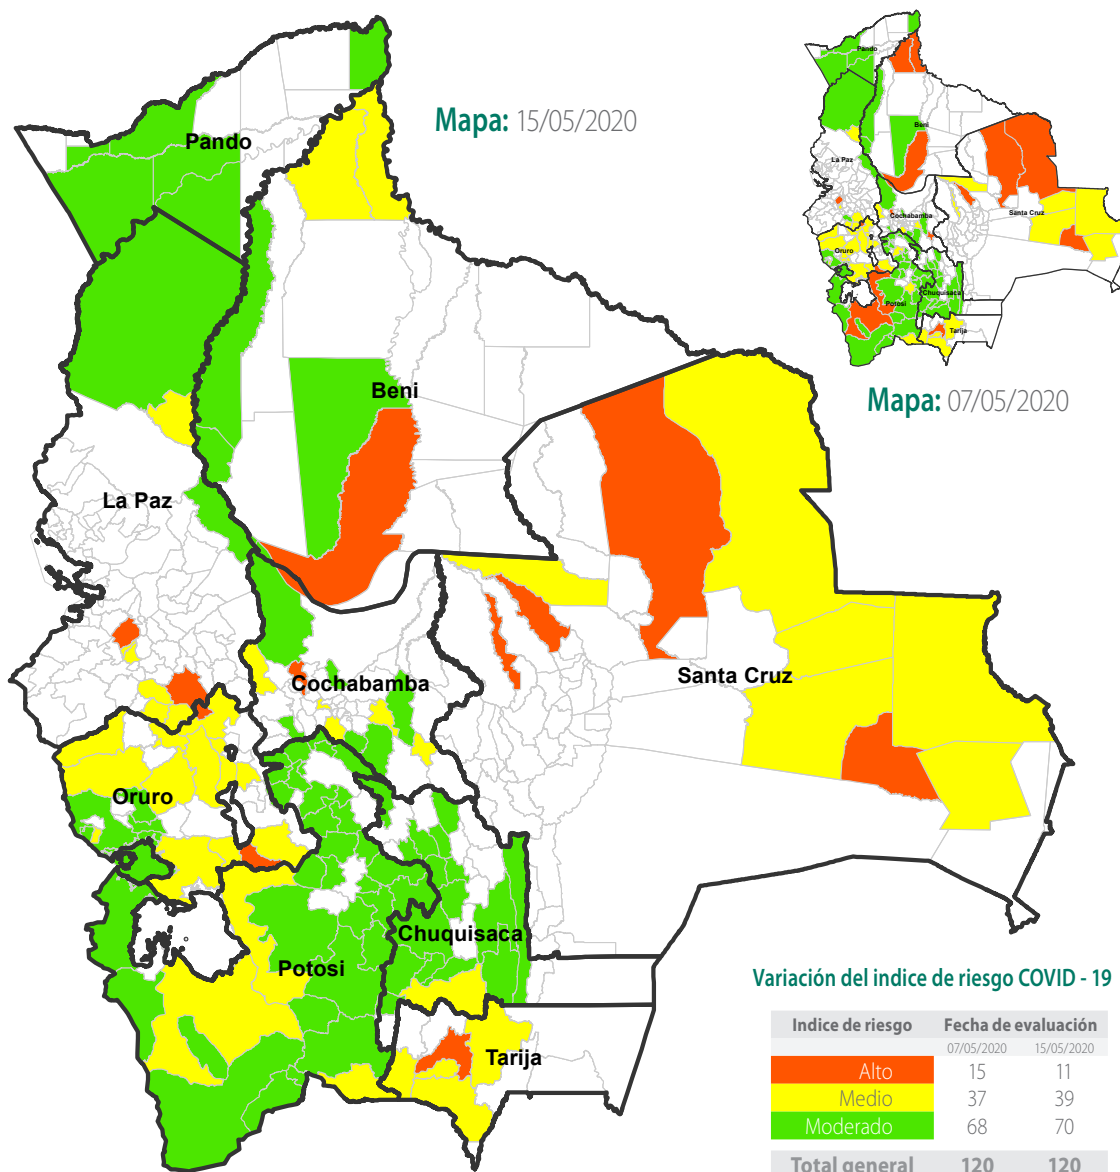 Mapa: 15/05/2020
Pando
Beni
La Paz
Santa Cruz
Cochabamba
Oruro
Potosi
Chuquisaca
Tarija
Pando
Beni
La Paz
Santa Cruz
Cochabamba
Oruro
Potosi
Chuquisaca
Tarija
Mapa: 07/05/2020
Variación del indice de riesgo COVID - 19
Indice de riesgo Fecha de evaluación
07/05/2020 15/05/2020
Alto 15 11
Medio 37 39
Moderado 68 70
Total general 120 120